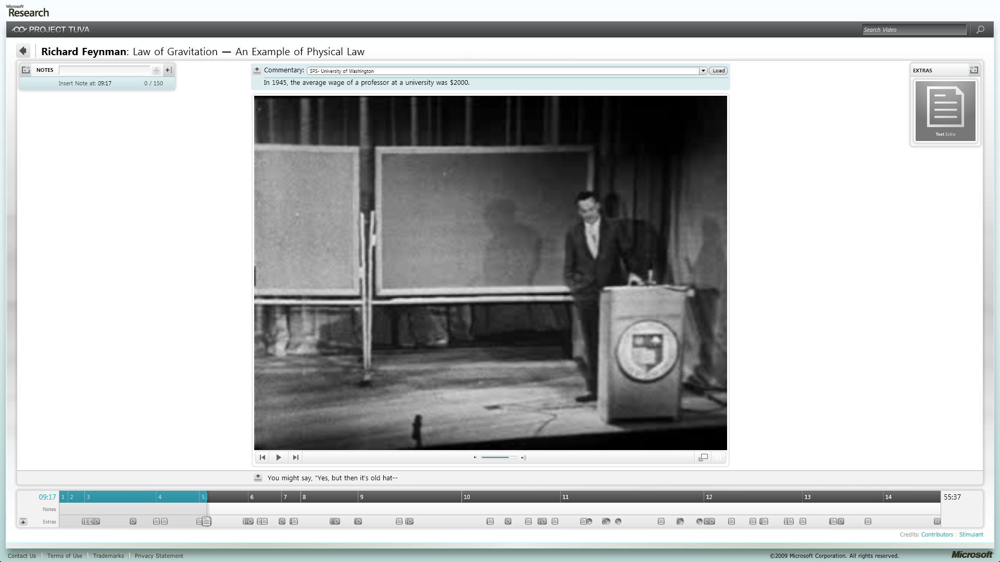 Microsoft
Research
PROJECT TUVA
Search Video
Richard Feynman: Law of Gravitation — An Example of Physical Law
NOTES
Insert Note at: 09:17 0 / 150
Commentary: SPS- University of Washington Load
In 1945, the average wage of a professor at a university was $2000.
EXTRAS
Text Extra
You might say, "Yes, but then it's old hat--
09:17 1 2 3 4 5 6 7 8 9 10 11 12 13 14 55:37
Notes
Extras
Credits: Contributors | Stimulant
Contact Us | Terms of Use | Trademarks | Privacy Statement
©2009 Microsoft Corporation. All rights reserved. Microsoft